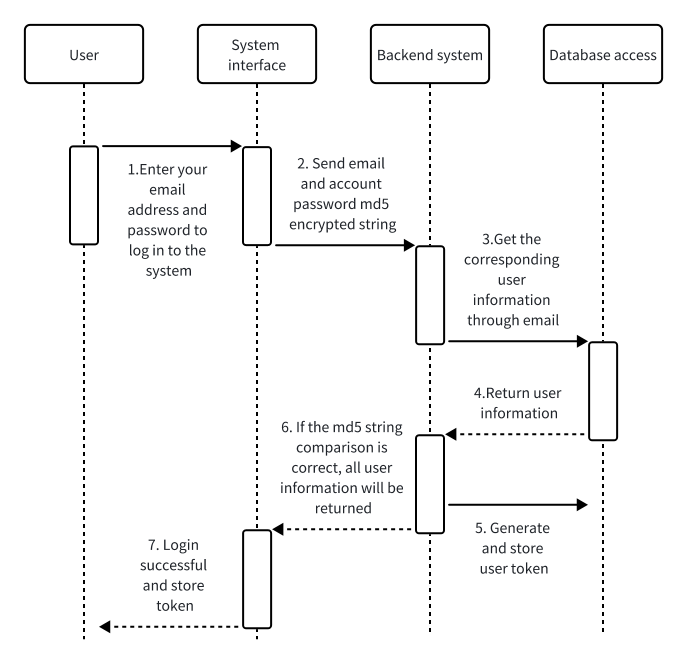 User
System
interface
Backend system
Database access
1.Enter your
email
address and
password to
log in to the
system
2. Send email
and account
password md5
encrypted string
3.Get the
corresponding
user
information
through email
4.Return user
information
6. If the md5 string
comparison is
correct, all user
information will be
returned
5. Generate
and store
user token
7. Login
successful
and store
token